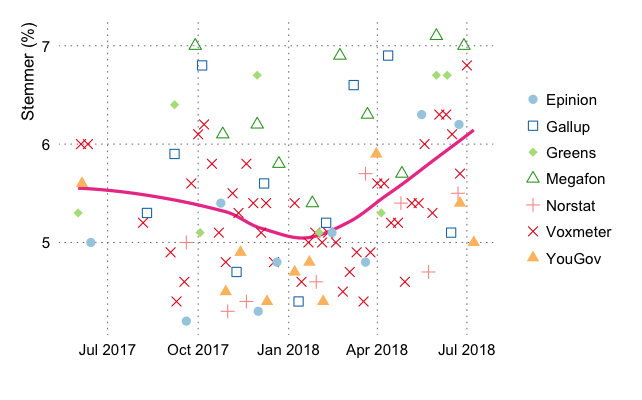 Stemmer (%)
7
6
5
Jul 2017 Oct 2017 Jan 2018 Apr 2018 Jul 2018
Epinion
Gallup
Greens
Megafon
Norstat
Voxmeter
YouGov